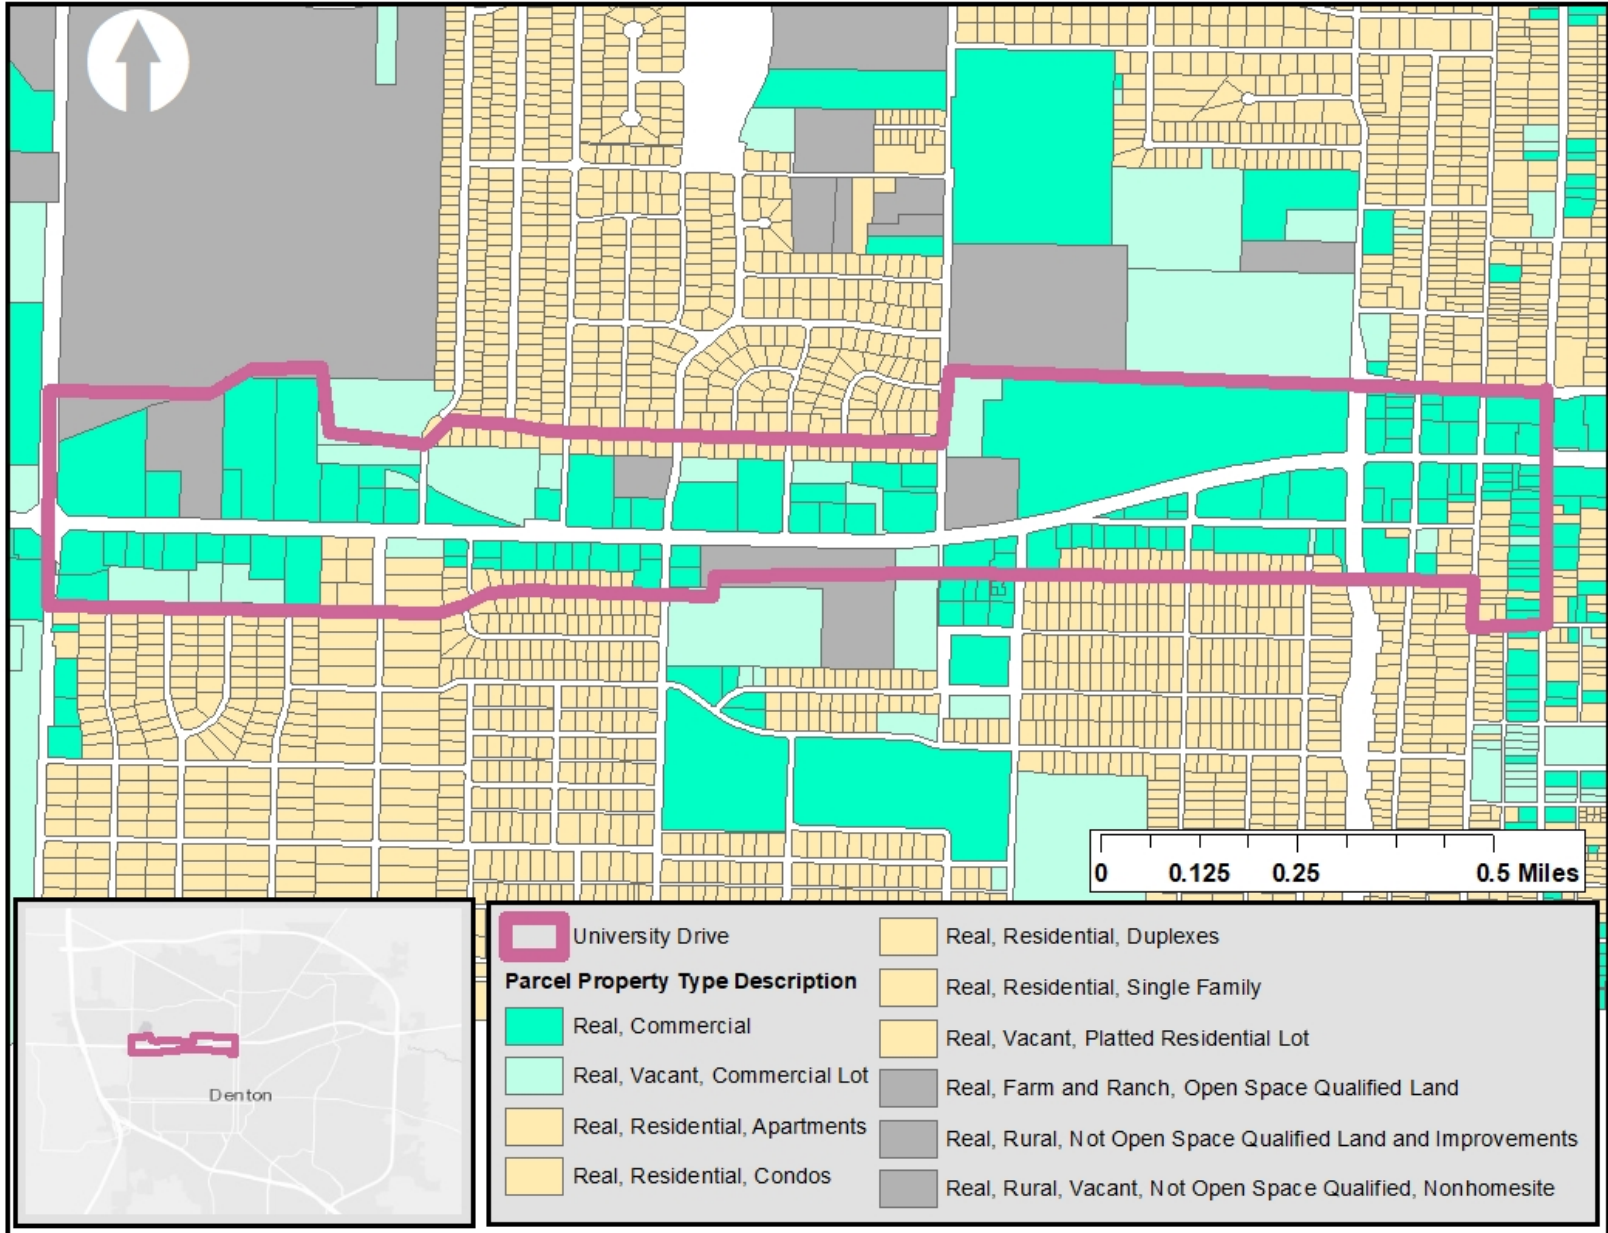 0 0.125 0.25 0.5 Miles
Denton
University Drive
Parcel Property Type Description
Real, Commercial
Real, Vacant, Commercial Lot
Real, Residential, Apartments
Real, Residential, Condos
Real, Residential, Duplexes
Real, Residential, Single Family
Real, Vacant, Platted Residential Lot
Real, Farm and Ranch, Open Space Qualified Land
Real, Rural, Not Open Space Qualified Land and Improvements
Real, Rural, Vacant, Not Open Space Qualified, Nonhomesite